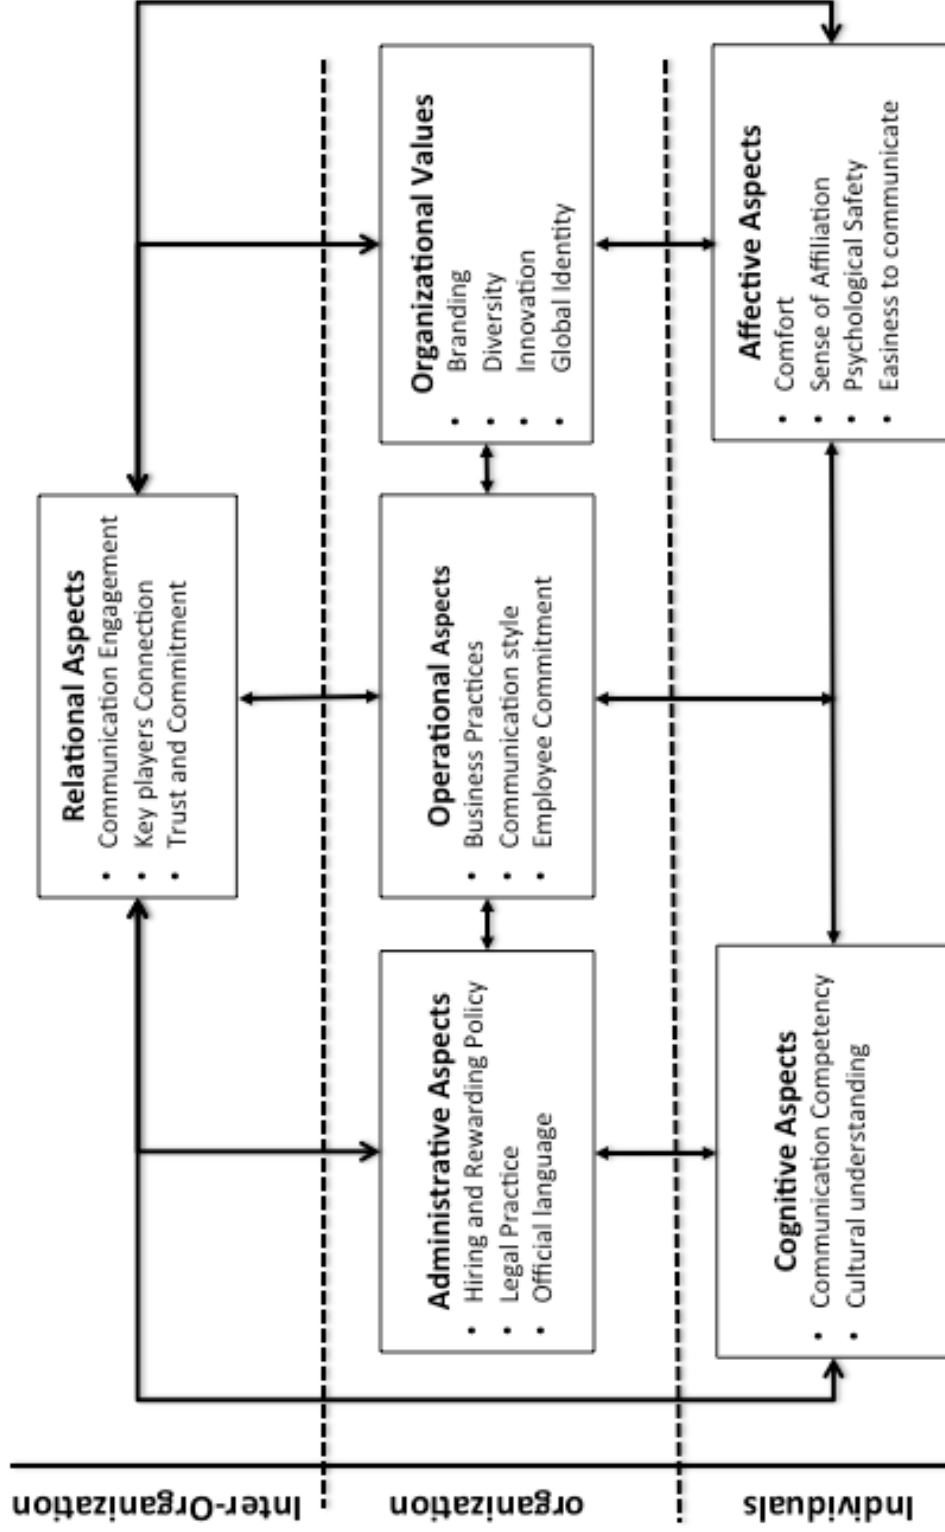 Inter-Organization
Relational Aspects
• Communication Engagement
• Key players Connection
• Trust and Commitment
organization
Administrative Aspects
• Hiring and Rewarding Policy
• Legal Practice
• Official language
Operational Aspects
• Business Practices
• Communication style
• Employee Commitment
Organizational Values
• Branding
• Diversity
• Innovation
• Global Identity
Individuals
Cognitive Aspects
• Communication Competency
• Cultural understanding
Affective Aspects
• Comfort
• Sense of Affiliation
• Psychological Safety
• Easiness to communicate